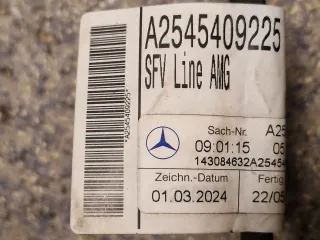 A2545409225
SFV Line AMG
*A2545409225*
Sach-Nr. A25
09:01:15 05
143084632A25454
Zeichn.-Datum Fertig
01.03.2024 22/05